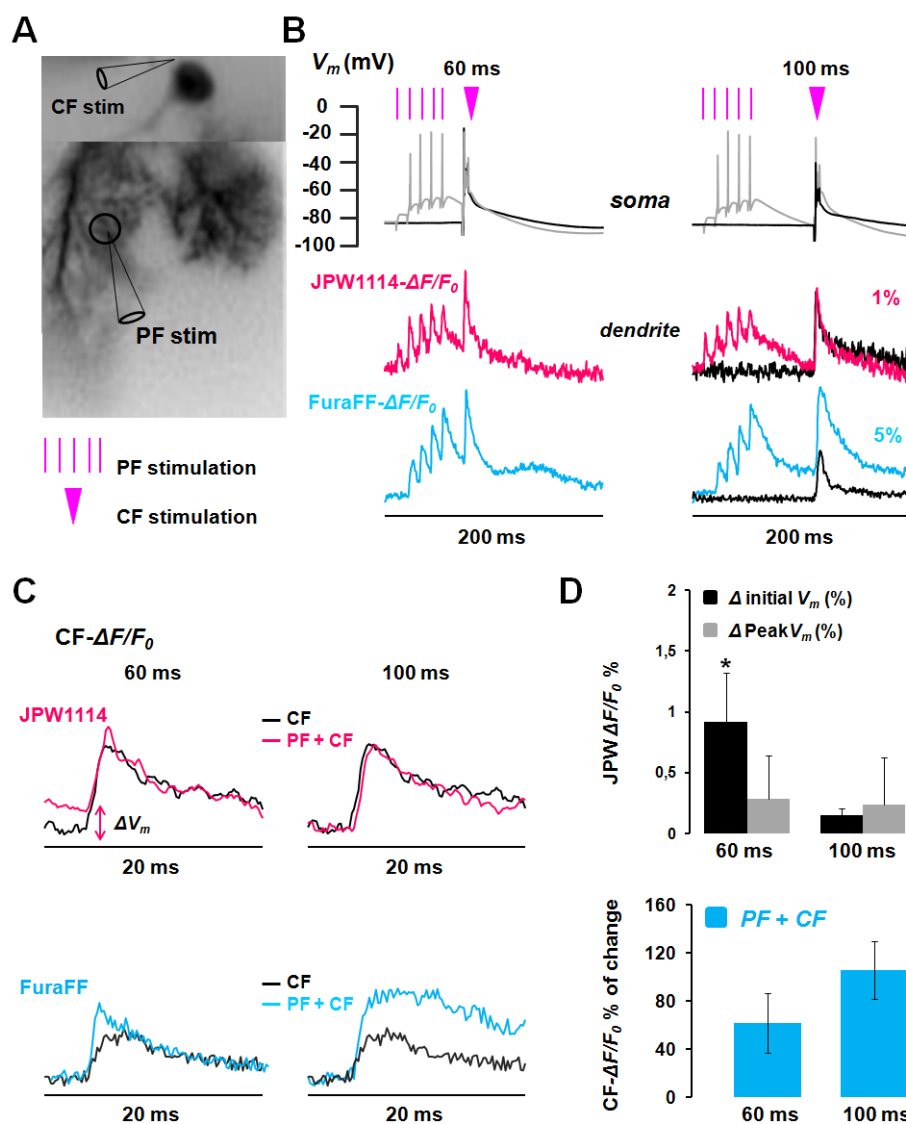 A
CF stim
PF stim
PF stimulation
CF stimulation
B
Vm (mV)
60 ms
100 ms
0
-20
-40
-60
-80
-100
soma
JPW1114-ΔF/F0
dendrite
1%
FuraFF-ΔF/F0
5%
200 ms
200 ms
C
CF-ΔF/F0
60 ms
100 ms
JPW1114
CF
PF + CF
ΔVm
20 ms
20 ms
FuraFF
CF
PF + CF
20 ms
20 ms
D
Δ initial Vm (%)
Δ Peak Vm (%)
JPW ΔF/F0 %
2
1,5
1
0,5
0
*
60 ms
100 ms
CF-ΔF/F0 % of change
160
120
80
40
0
PF + CF
60 ms
100 ms